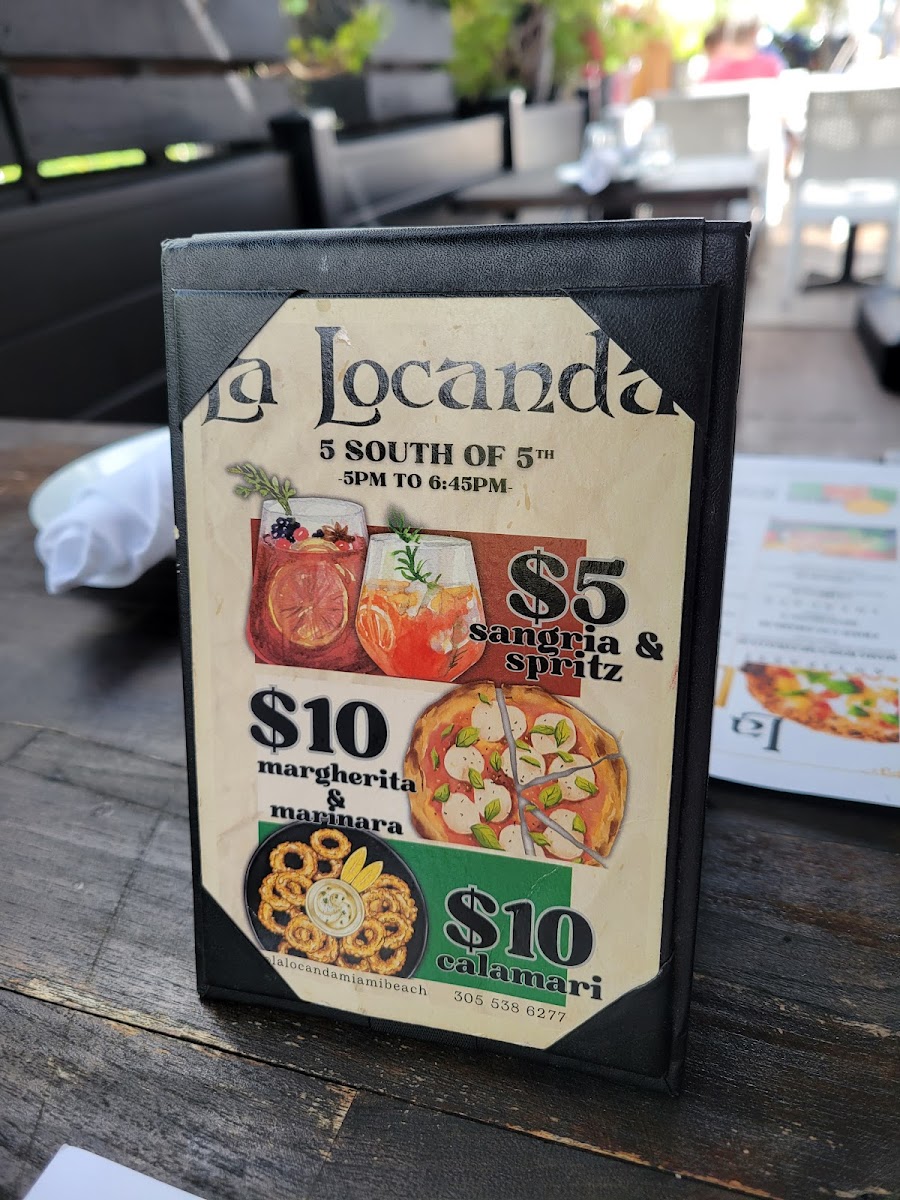 La Locanda
5 SOUTH OF 5TH
-5PM TO 6:45PM-
$5
sangria &
spritz
$10
margherita
&
marinara
$10
calamari
lalocandamiamibeach
305 538 6277
La